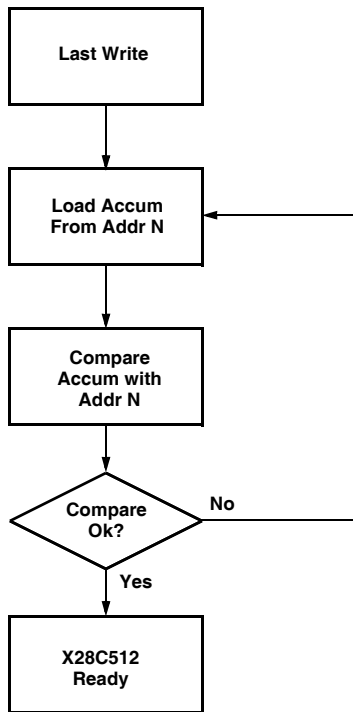 Last Write
Load Accum
From Addr N
Compare
Accum with
Addr N
Compare
Ok?
No
Yes
X28C512
Ready